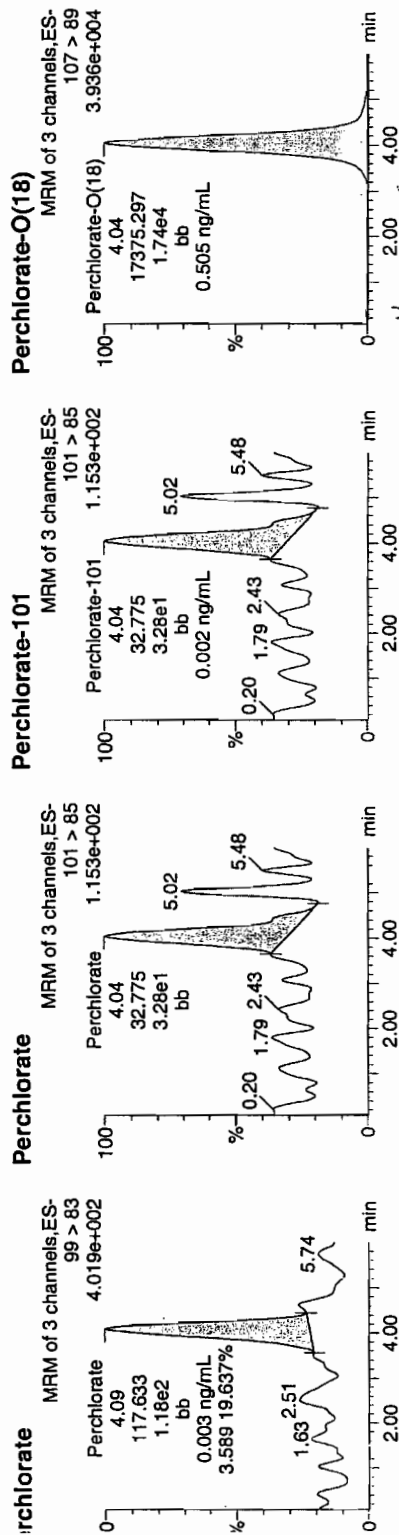 erchlorate
MRM of 3 channels,ES-
99 > 83
4.019e+002
Perchlorate
4.09
117.633
1.18e2
bb
0.003 ng/mL
3.589 19.637%
1.63
2.51
5.74
0
%
0
2.00
4.00
min
Perchlorate
MRM of 3 channels,ES-
101 > 85
1.153e+002
Perchlorate
4.04
32.775
3.28e1
bb
0.20
1.79
2.43
5.02
5.48
100
%
0
2.00
4.00
min
Perchlorate-101
MRM of 3 channels,ES-
101 > 85
1.153e+002
Perchlorate-101
4.04
32.775
3.28e1
bb
0.002 ng/mL
0.20
1.79
2.43
5.02
5.48
100
%
0
2.00
4.00
min
Perchlorate-O(18)
MRM of 3 channels,ES-
107 > 89
3.936e+004
Perchlorate-O(18)
4.04
17375.297
1.74e4
bb
0.505 ng/mL
100
%
0
2.00
4.00
min